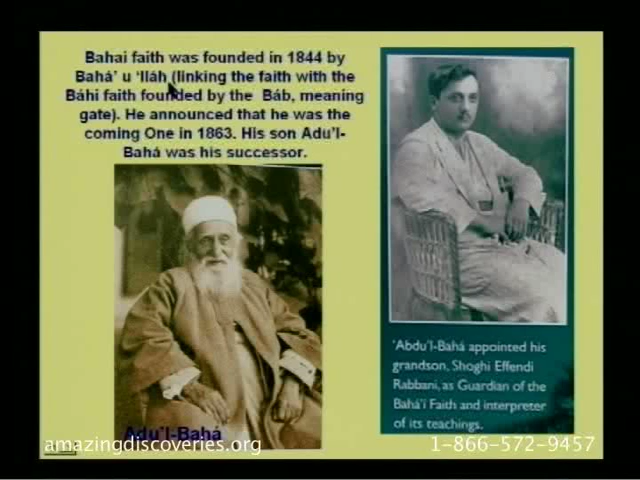 Bahai faith was founded in 1844 by
Bahá' u 'lláh (linking the faith with the
Báhi faith founded by the Báb, meaning
gate). He announced that he was the
coming One in 1863. His son Adu'l-
Bahá was his successor.
Adu'l-Bahá
'Abdu'l-Bahá appointed his
grandson, Shoghi Effendi
Rabbani, as Guardian of the
Bahá'í Faith and interpreter
of its teachings.
amazingdiscoveries.org
1-866-572-9457